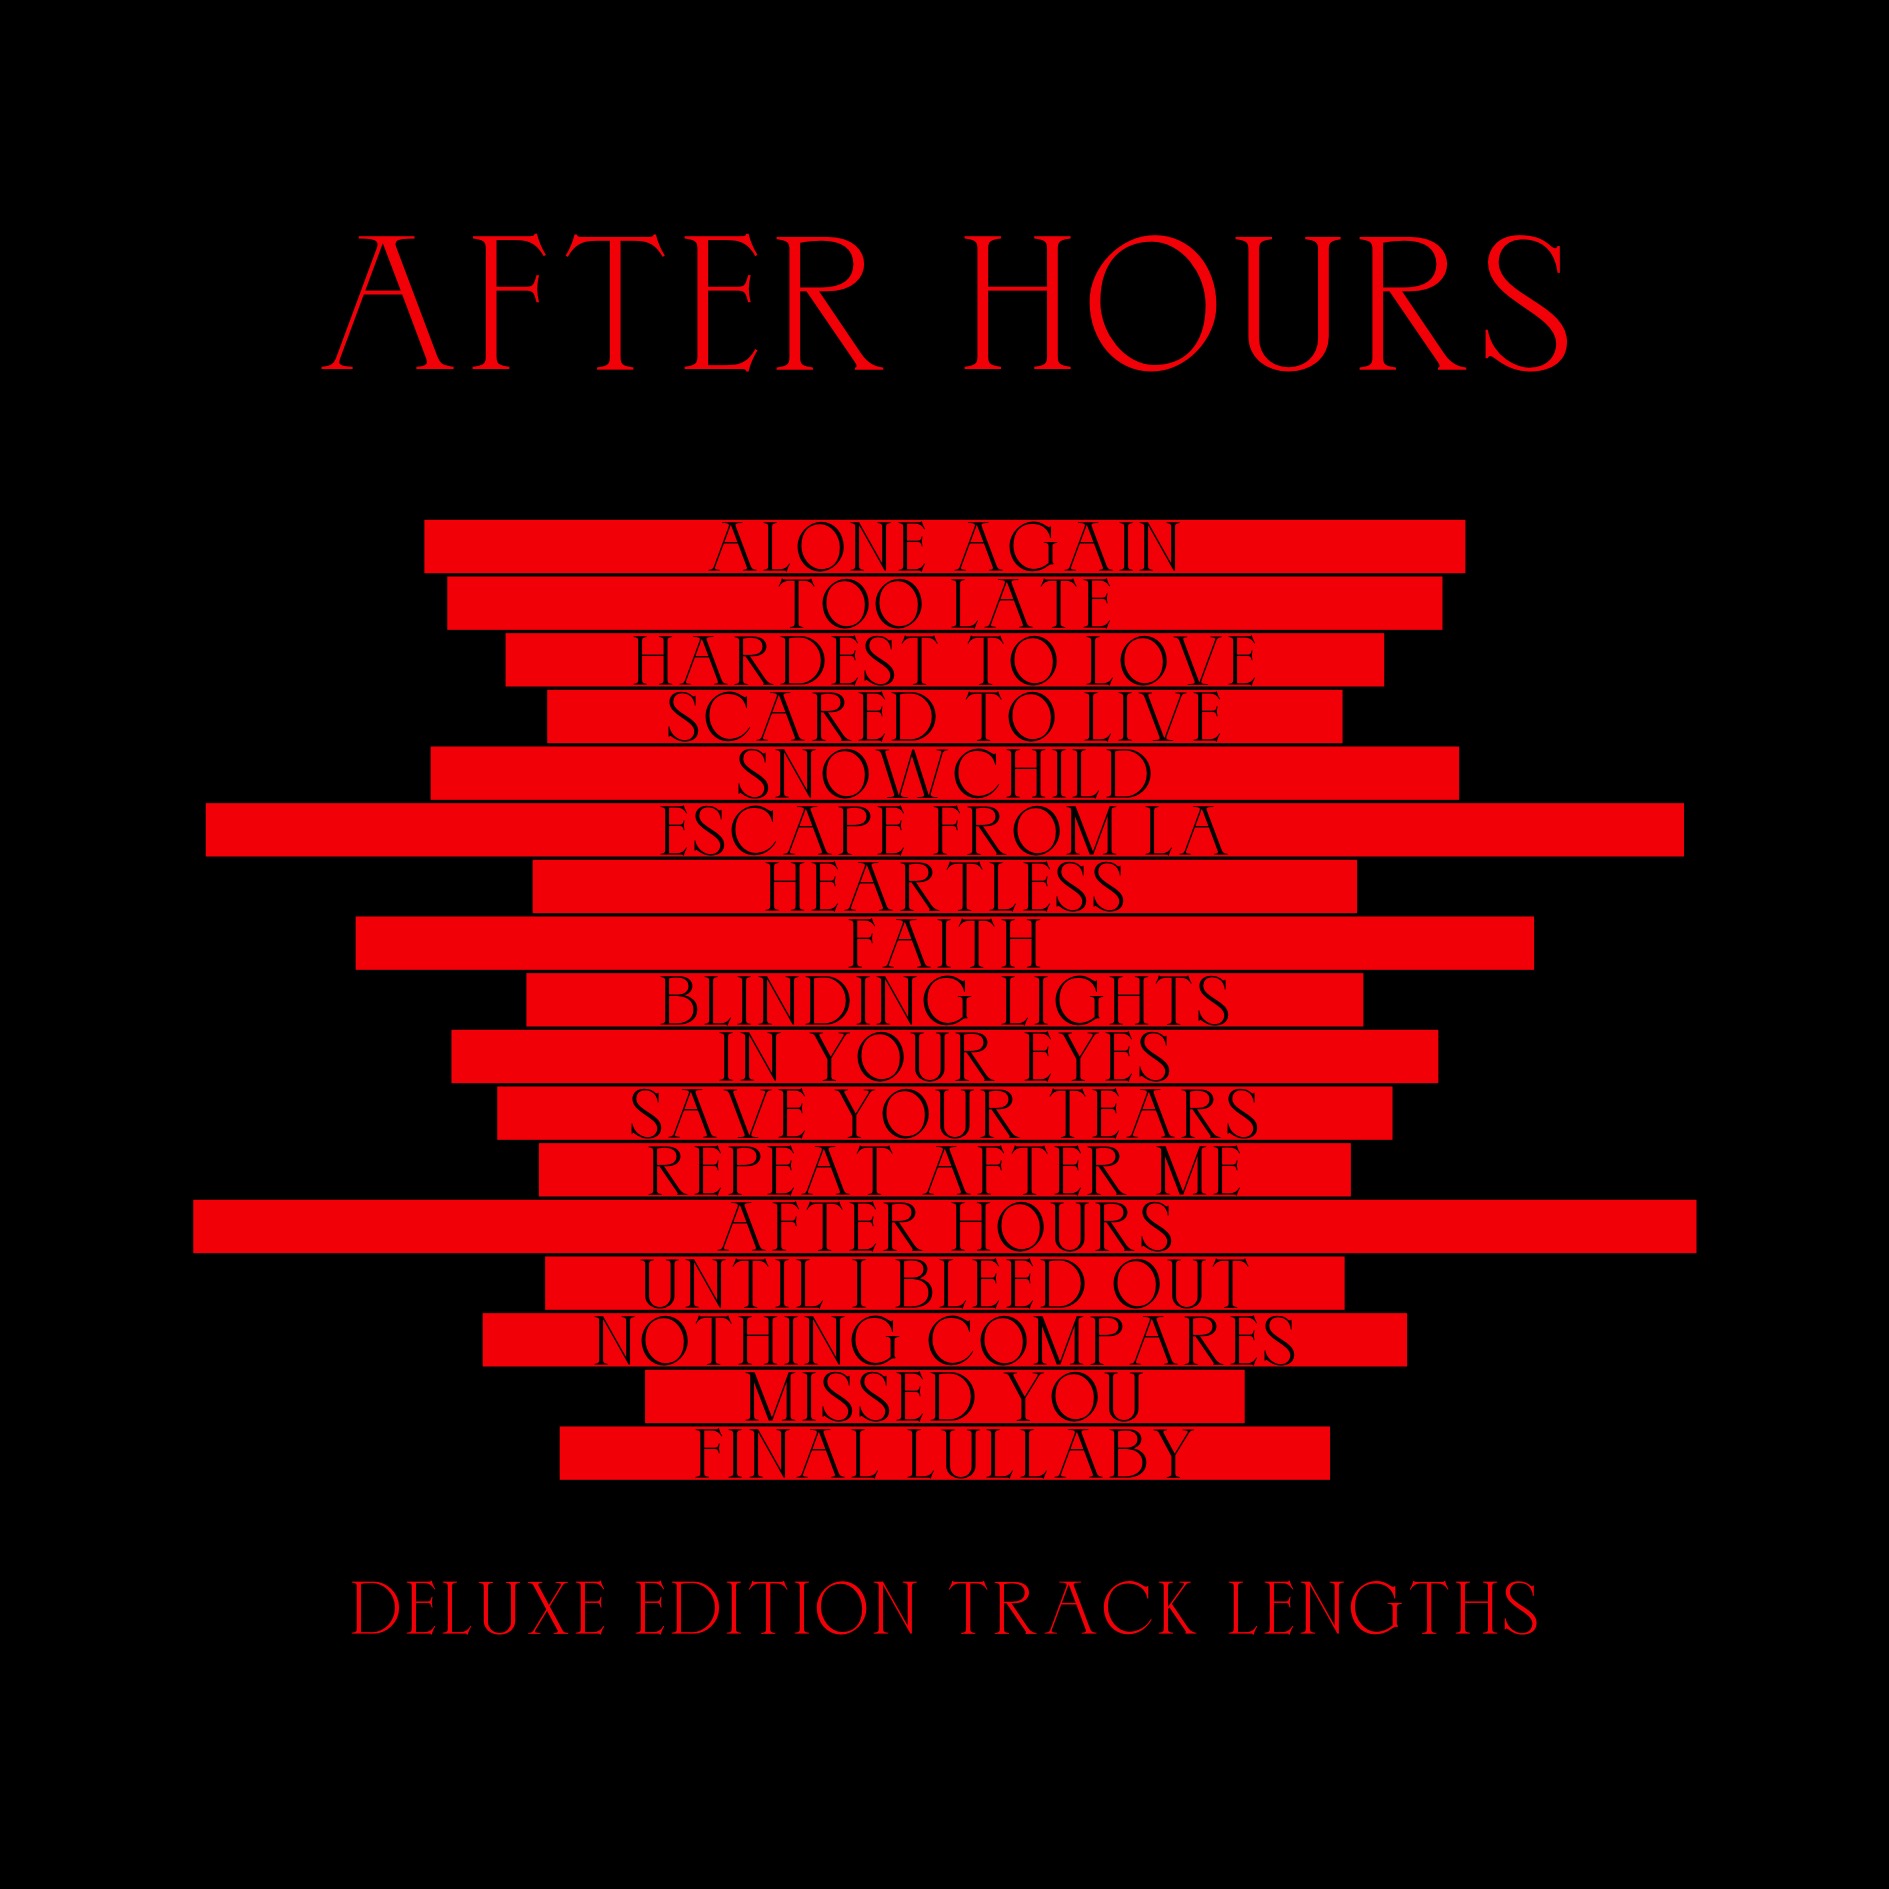 AFTER HOURS
ALONE AGAIN
TOO LATE
HARDEST TO LOVE
SCARED TO LIVE
SNOWCHILD
ESCAPE FROM LA
HEARTLESS
FAITH
BLINDING LIGHTS
IN YOUR EYES
SAVE YOUR TEARS
REPEAT AFTER ME
AFTER HOURS
UNTIL I BLEED OUT
NOTHING COMPARES
MISSED YOU
FINAL LULLABY
DELUXE EDITION TRACK LENGTHS